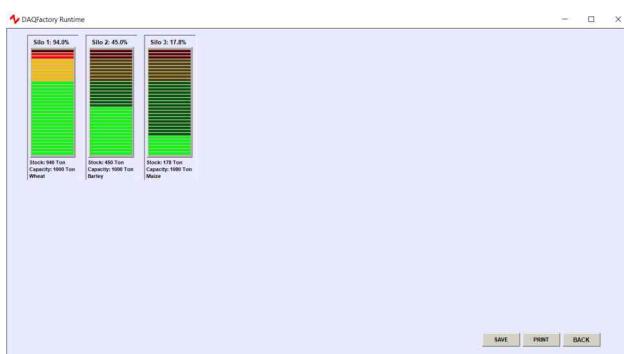 DAQFactory Runtime
Silo 1: 94.0%
Stock: 940 Ton
Capacity: 1000 Ton
Wheat
Silo 2: 45.0%
Stock: 450 Ton
Capacity: 1000 Ton
Barley
Silo 3: 17.8%
Stock: 178 Ton
Capacity: 1000 Ton
Maize
SAVE PRINT BACK